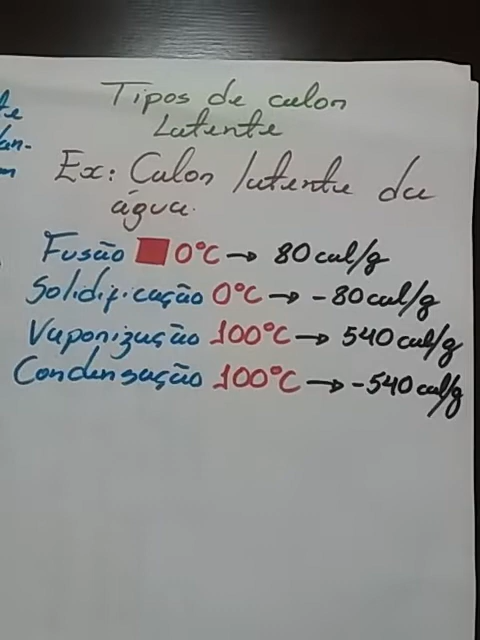 Tipos de calor
Latente
Ex: Calor latente da
água.
Fusão 0°C → 80 cal/g
Solidificação 0°C → -80 cal/g
Vaporização 100°C → 540 cal/g
Condensação 100°C → -540 cal/g